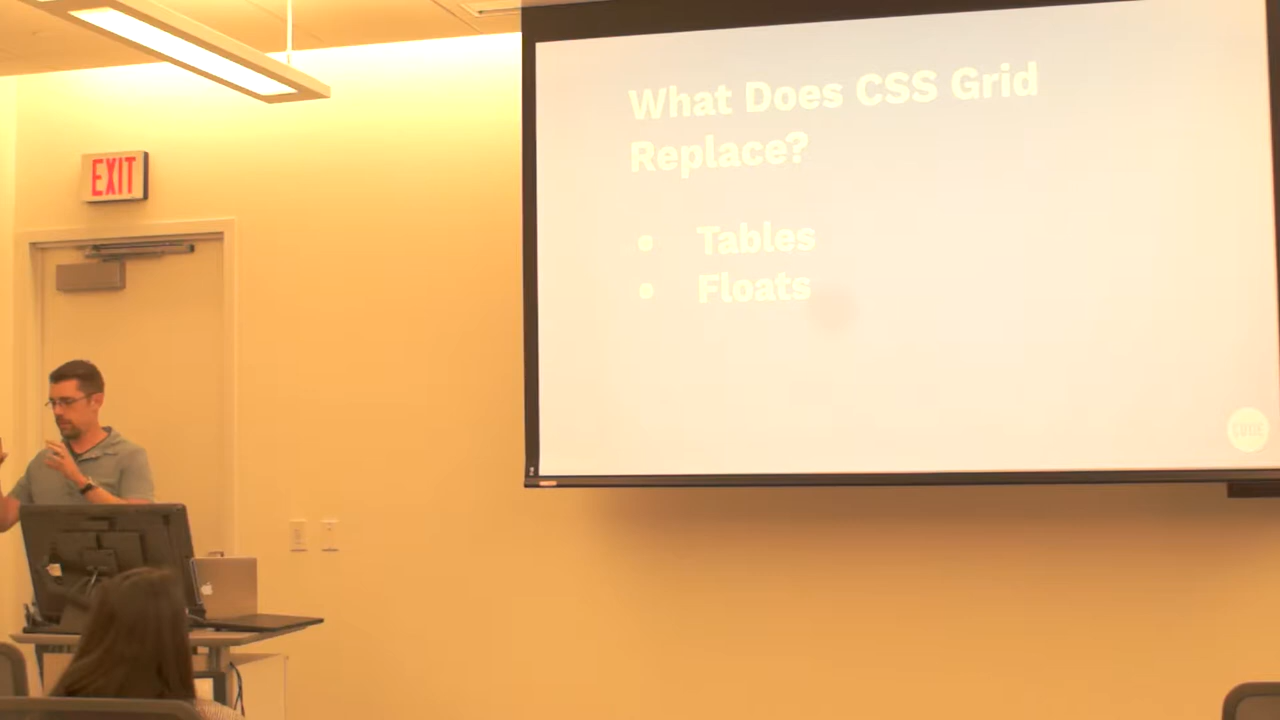 What Does CSS Grid
Replace?
• Tables
• Floats
EXIT